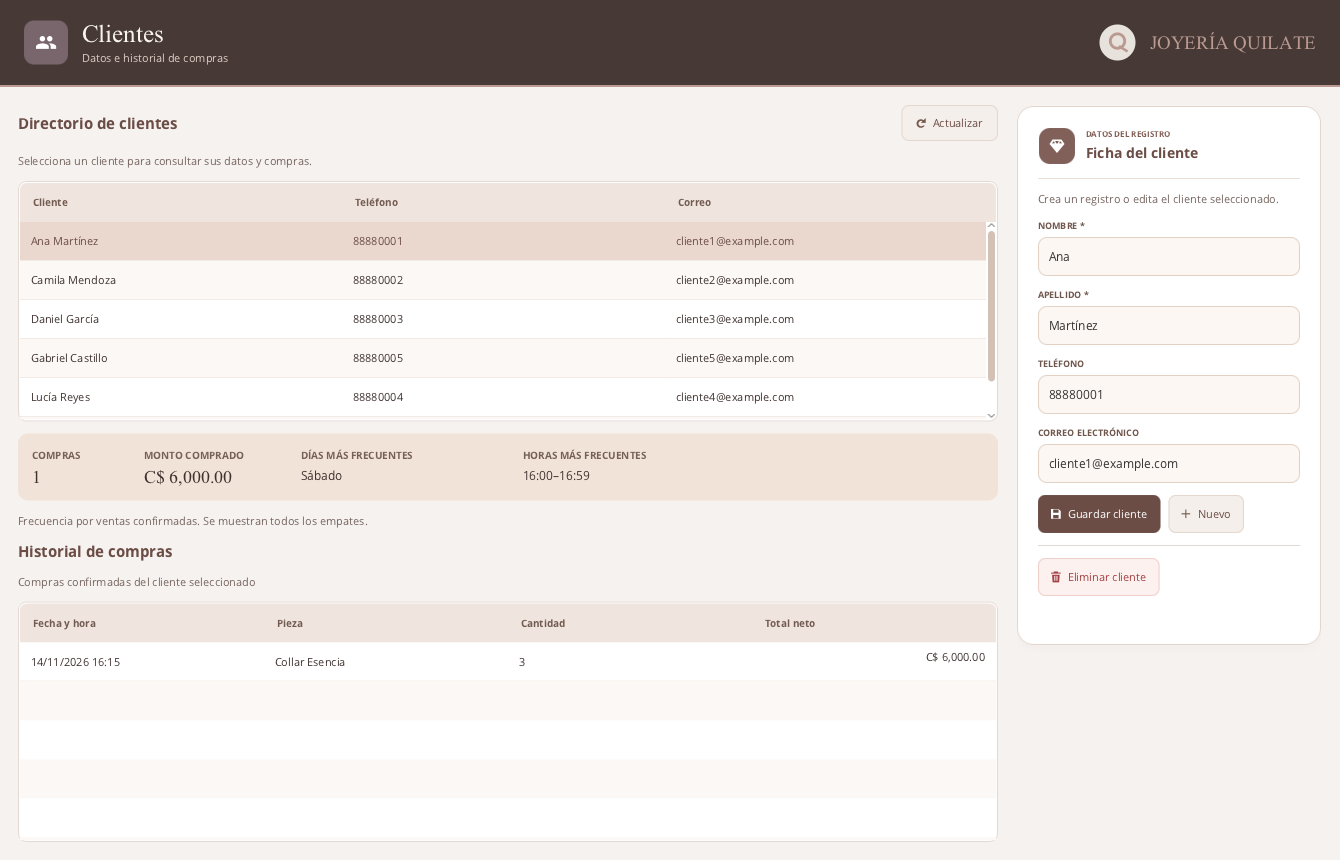 Clientes
Datos e historial de compras
JOYERÍA QUILATE
Directorio de clientes
Actualizar
Selecciona un cliente para consultar sus datos y compras.
Cliente Teléfono Correo
Ana Martínez 88880001 cliente1@example.com
Camila Mendoza 88880002 cliente2@example.com
Daniel García 88880003 cliente3@example.com
Gabriel Castillo 88880005 cliente5@example.com
Lucía Reyes 88880004 cliente4@example.com
COMPRAS MONTO COMPRADO DÍAS MÁS FRECUENTES HORAS MÁS FRECUENTES
1 C$ 6,000.00 Sábado 16:00–16:59
Frecuencia por ventas confirmadas. Se muestran todos los empates.
Historial de compras
Compras confirmadas del cliente seleccionado
Fecha y hora Pieza Cantidad Total neto
14/11/2026 16:15 Collar Esencia 3 C$ 6,000.00
DATOS DEL REGISTRO
Ficha del cliente
Crea un registro o edita el cliente seleccionado.
NOMBRE *
Ana
APELLIDO *
Martínez
TELÉFONO
88880001
CORREO ELECTRÓNICO
cliente1@example.com
Guardar cliente
Nuevo
Eliminar cliente